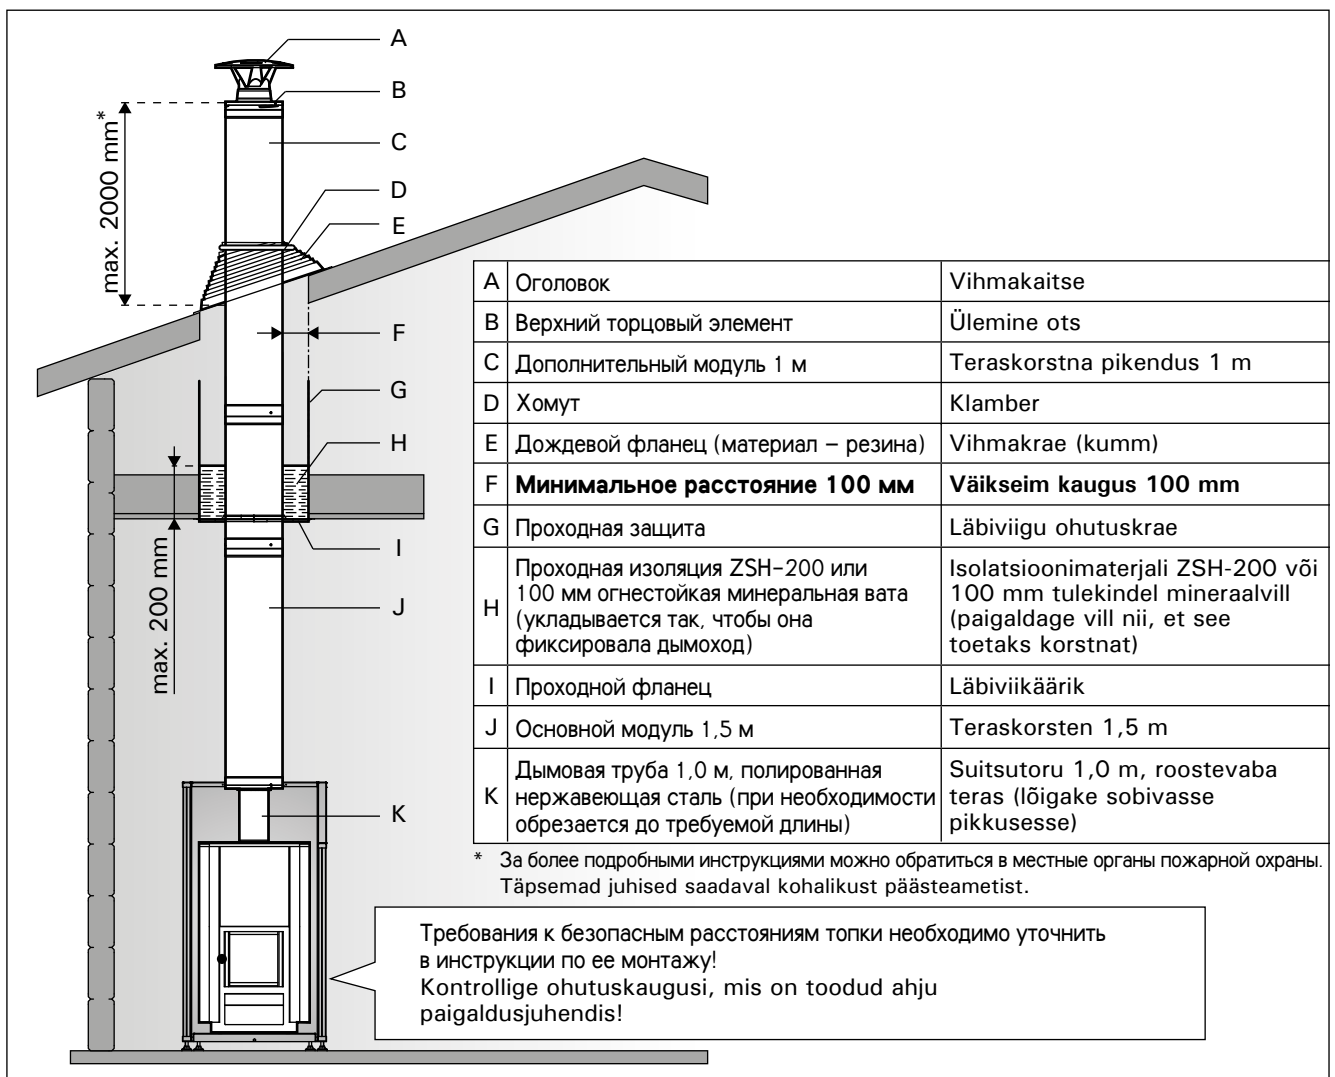 A
B
C
D
E
F
G
H
I
J
K
max. 2000 mm*
max. 200 mm
A Оголовок Vihmakaitse
B Верхний торцовый элемент Ülemine ots
C Дополнительный модуль 1 м Teraskorstna pikendus 1 m
D Хомут Klamber
E Дождевой фланец (материал – резина) Vihmakrae (kumm)
F Минимальное расстояние 100 мм Väikseim kaugus 100 mm
G Проходная защита Läbiviigu ohutuskrae
H
Проходная изоляция ZSH-200 или
100 мм огнестойкая минеральная вата
(укладывается так, чтобы она
фиксировала дымоход)
Isolatsioonimaterjali ZSH-200 või
100 mm tulekindel mineraalvill
(paigaldage vill nii, et see
toetaks korstnat)
I Проходной фланец Läbiviikäärik
J Основной модуль 1,5 м Teraskorsten 1,5 m
K
Дымовая труба 1,0 м, полированная
нержавеющая сталь (при необходимости
обрезается до требуемой длины)
Suitsutoru 1,0 m, roostevaba
teras (lõigake sobivasse
pikkusesse)
* За более подробными инструкциями можно обратиться в местные органы пожарной охраны.
Täpsemad juhised saadaval kohalikust päästeametist.
Требования к безопасным расстояниям топки необходимо уточнить
в инструкции по ее монтажу!
Kontrollige ohutuskaugusi, mis on toodud ahju
paigaldusjuhendis!